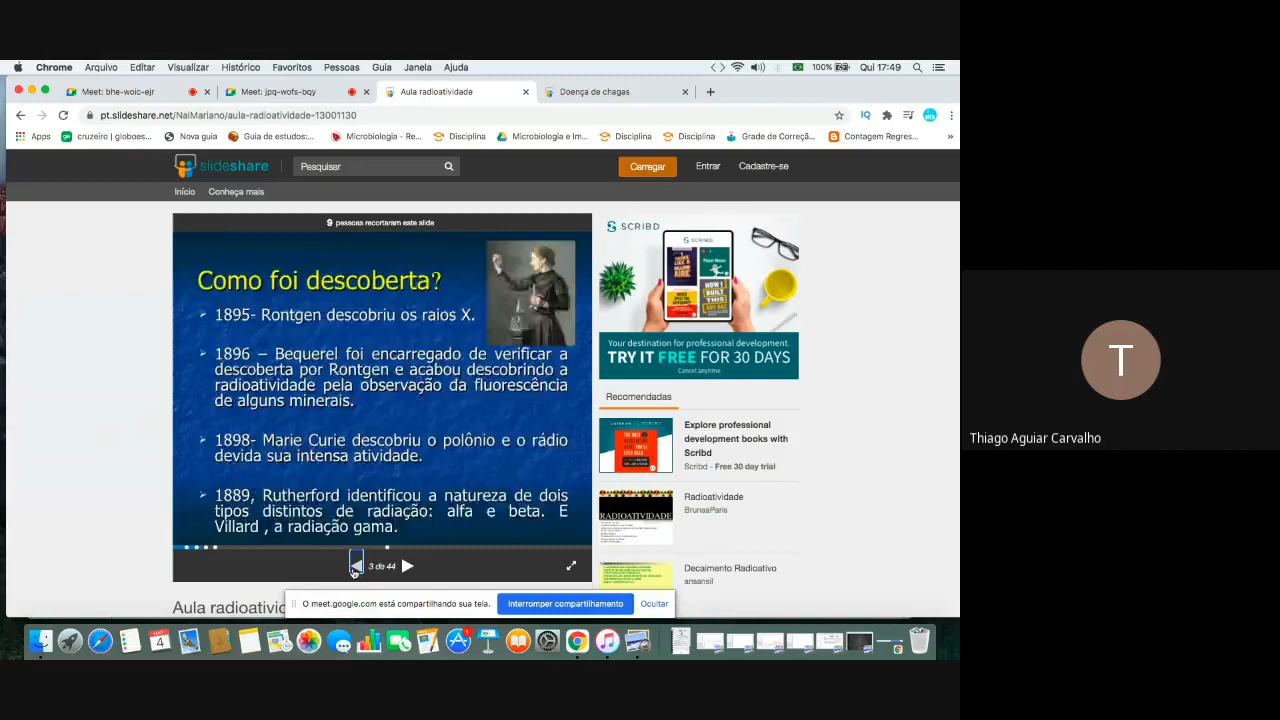 Chrome Arquivo Editar Visualizar Histórico Favoritos Pessoas Guia Janela Ajuda 100% Qui 17:49
Meet: bhe-woic-ejr Meet: jpq-wofs-bqy Aula radioatividade Doença de chagas
pt.slideshare.net/NaiMariano/aula-radioatividade-13001130
Apps cruzeiro | globoes... Nova guia Guia de estudos:... Microbiologia - Re... Disciplina Microbiologia e Im... Disciplina Disciplina Grade de Correçã... Contagem Regres... »
slideshare Pesquisar Carregar Entrar Cadastre-se
Início Conheça mais
9 pessoas recortaram este slide
Como foi descoberta?
1895- Rontgen descobriu os raios X.
1896 – Bequerel foi encarregado de verificar a
descoberta por Rontgen e acabou descobrindo a
radioatividade pela observação da fluorescência
de alguns minerais.
1898- Marie Curie descobriu o polônio e o rádio
devida sua intensa atividade.
1889, Rutherford identificou a natureza de dois
tipos distintos de radiação: alfa e beta. E
Villard , a radiação gama.
3 de 44
Aula radioativid
SCRIBD
SCRIBD
HOW I
BUILT
THIS
Your destination for professional development.
TRY IT FREE FOR 30 DAYS
Cancel anytime
Recomendadas
Explore professional
development books with
Scribd
Scribd - Free 30 day trial
RADIOATIVIDADE
Radioatividade
BrunaaParis
Decaimento Radioativo
ansansil
O meet.google.com está compartilhando sua tela. Interromper compartilhamento Ocultar
MAY
4
1
T
Thiago Aguiar Carvalho